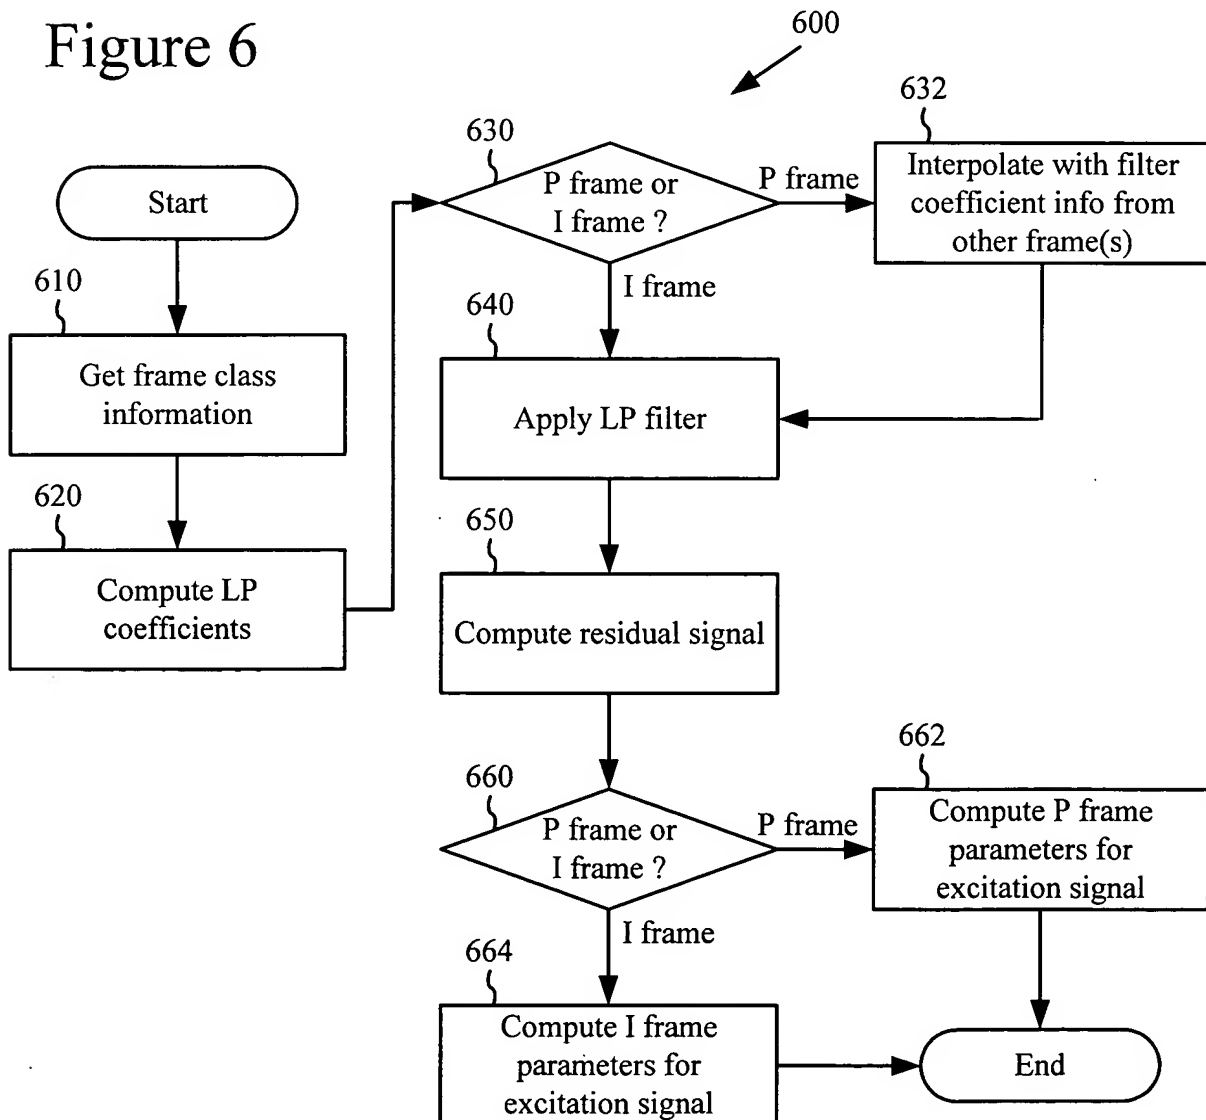 Figure 6
600
Start
610
Get frame class
information
620
Compute LP
coefficients
630
P frame or
I frame ?
P frame
I frame
632
Interpolate with filter
coefficient info from
other frame(s)
640
Apply LP filter
650
Compute residual signal
660
P frame or
I frame ?
P frame
I frame
662
Compute P frame
parameters for
excitation signal
664
Compute I frame
parameters for
excitation signal
End